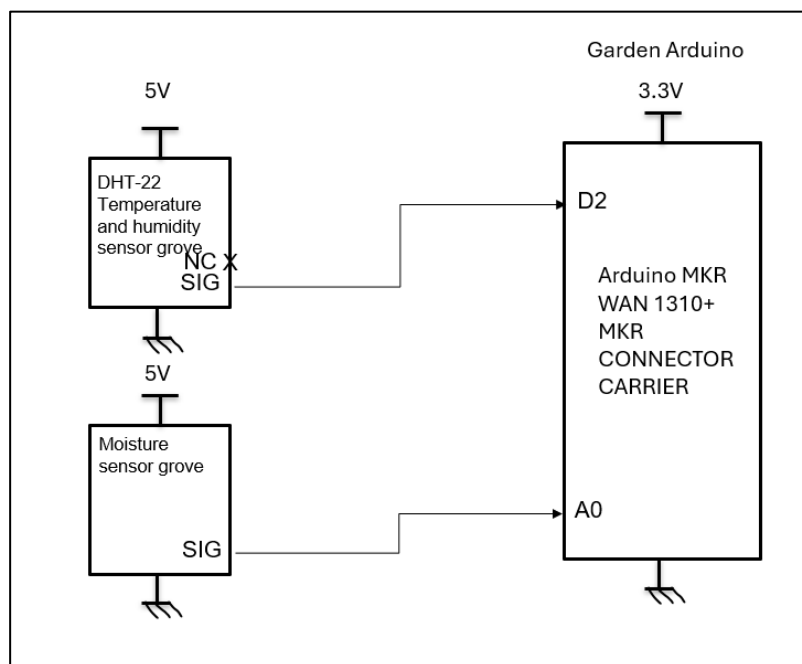 Garden Arduino
5V
3.3V
DHT-22
Temperature
and humidity
sensor grove
NC X
SIG
D2
Arduino MKR
WAN 1310+
MKR
CONNECTOR
CARRIER
5V
Moisture
sensor grove
SIG
A0